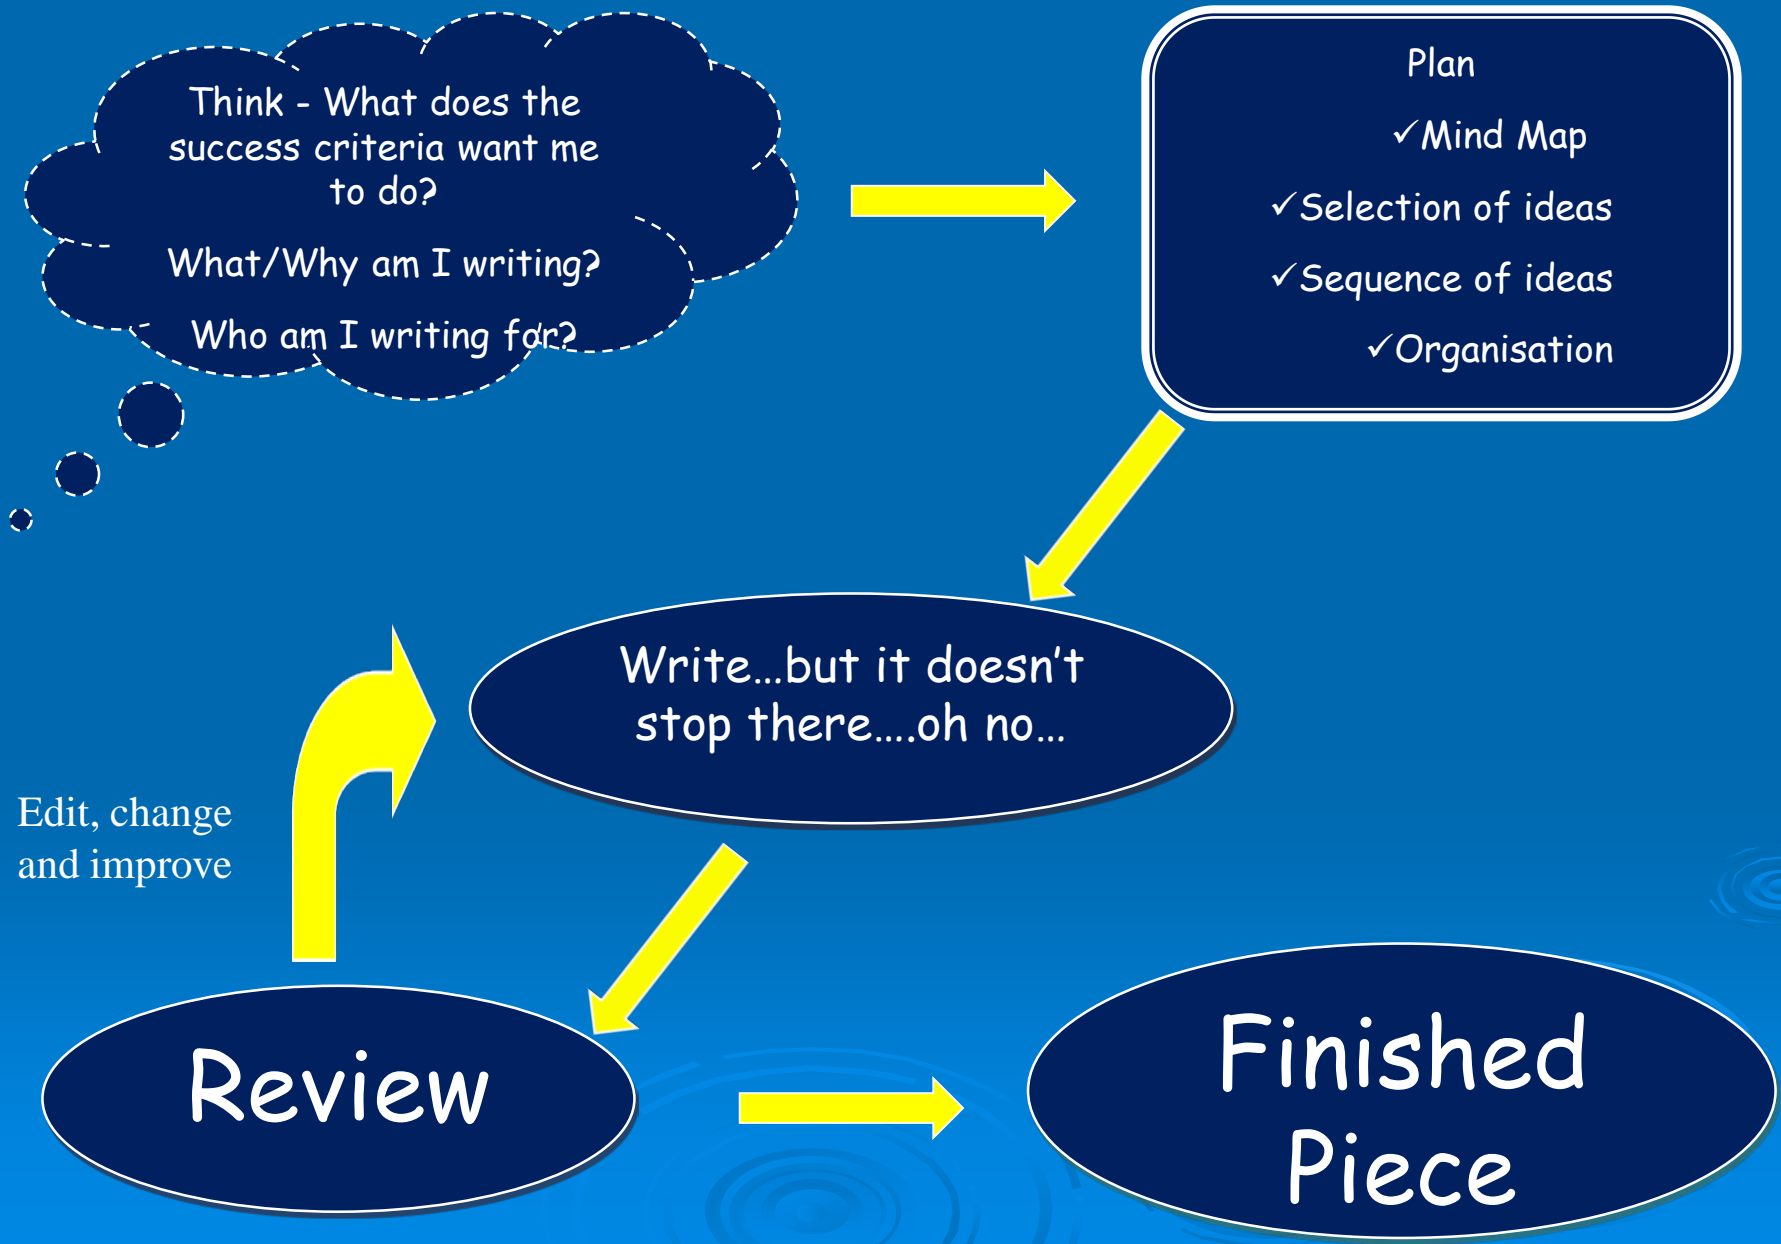 Think - What does the
success criteria want me
to do?
What/Why am I writing?
Who am I writing for?
Plan
✓Mind Map
✓Selection of ideas
✓Sequence of ideas
✓Organisation
Write…but it doesn't
stop there….oh no…
Edit, change
and improve
Review
Finished
Piece